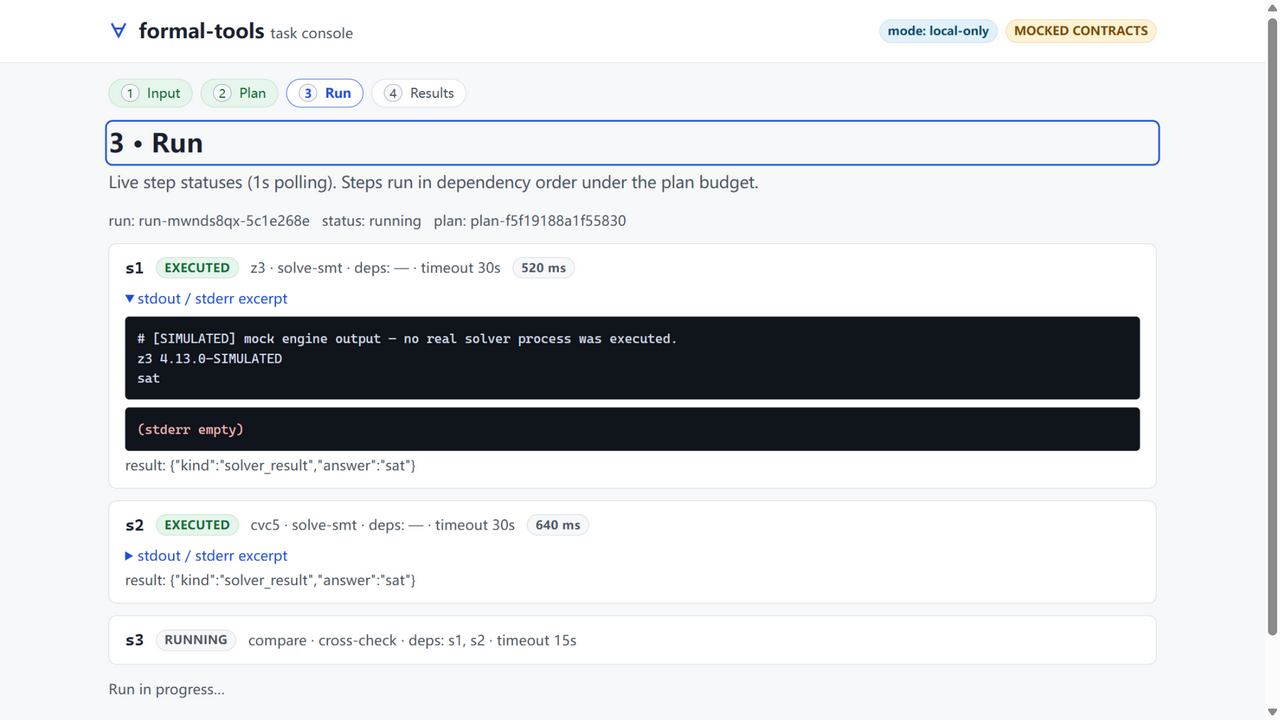 ∀ formal-tools task console mode: local-only MOCKED CONTRACTS
1 Input 2 Plan 3 Run 4 Results
3 • Run
Live step statuses (1s polling). Steps run in dependency order under the plan budget.
run: run-mwnds8qx-5c1e268e status: running plan: plan-f5f19188a1f55830
s1 EXECUTED z3 · solve-smt · deps: — · timeout 30s 520 ms
▼ stdout / stderr excerpt
# [SIMULATED] mock engine output — no real solver process was executed.
z3 4.13.0-SIMULATED
sat
(stderr empty)
result: {"kind":"solver_result","answer":"sat"}
s2 EXECUTED cvc5 · solve-smt · deps: — · timeout 30s 640 ms
▶ stdout / stderr excerpt
result: {"kind":"solver_result","answer":"sat"}
s3 RUNNING compare · cross-check · deps: s1, s2 · timeout 15s
Run in progress…